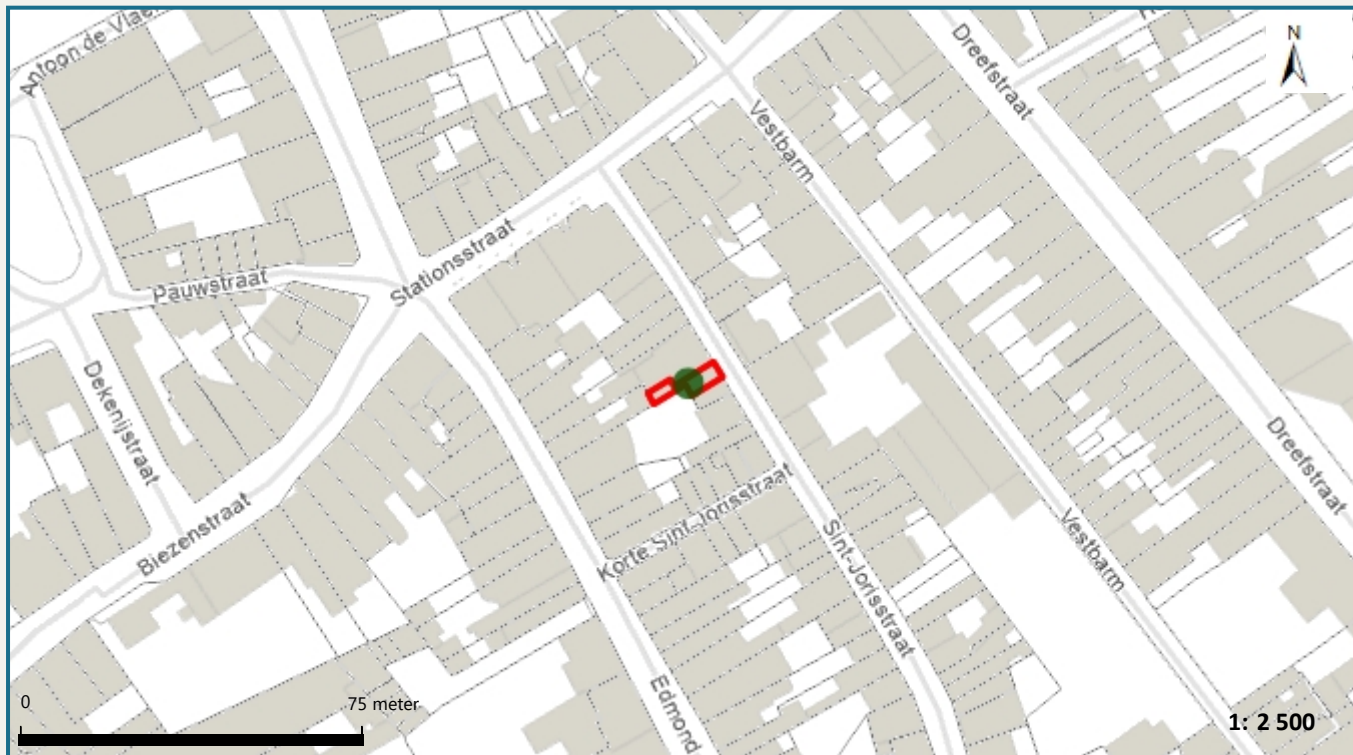 Antoon de Vlaem
Dreefstraat
N
Vestbarm
Stationsstraat
Pauwstraat
Dekenijstraat
Biezenstraat
Korte Sint-Jorisstraat
Sint-Jorisstraat
Vestbarm
Dreefstraat
Edmond
0
75 meter
1: 2 500